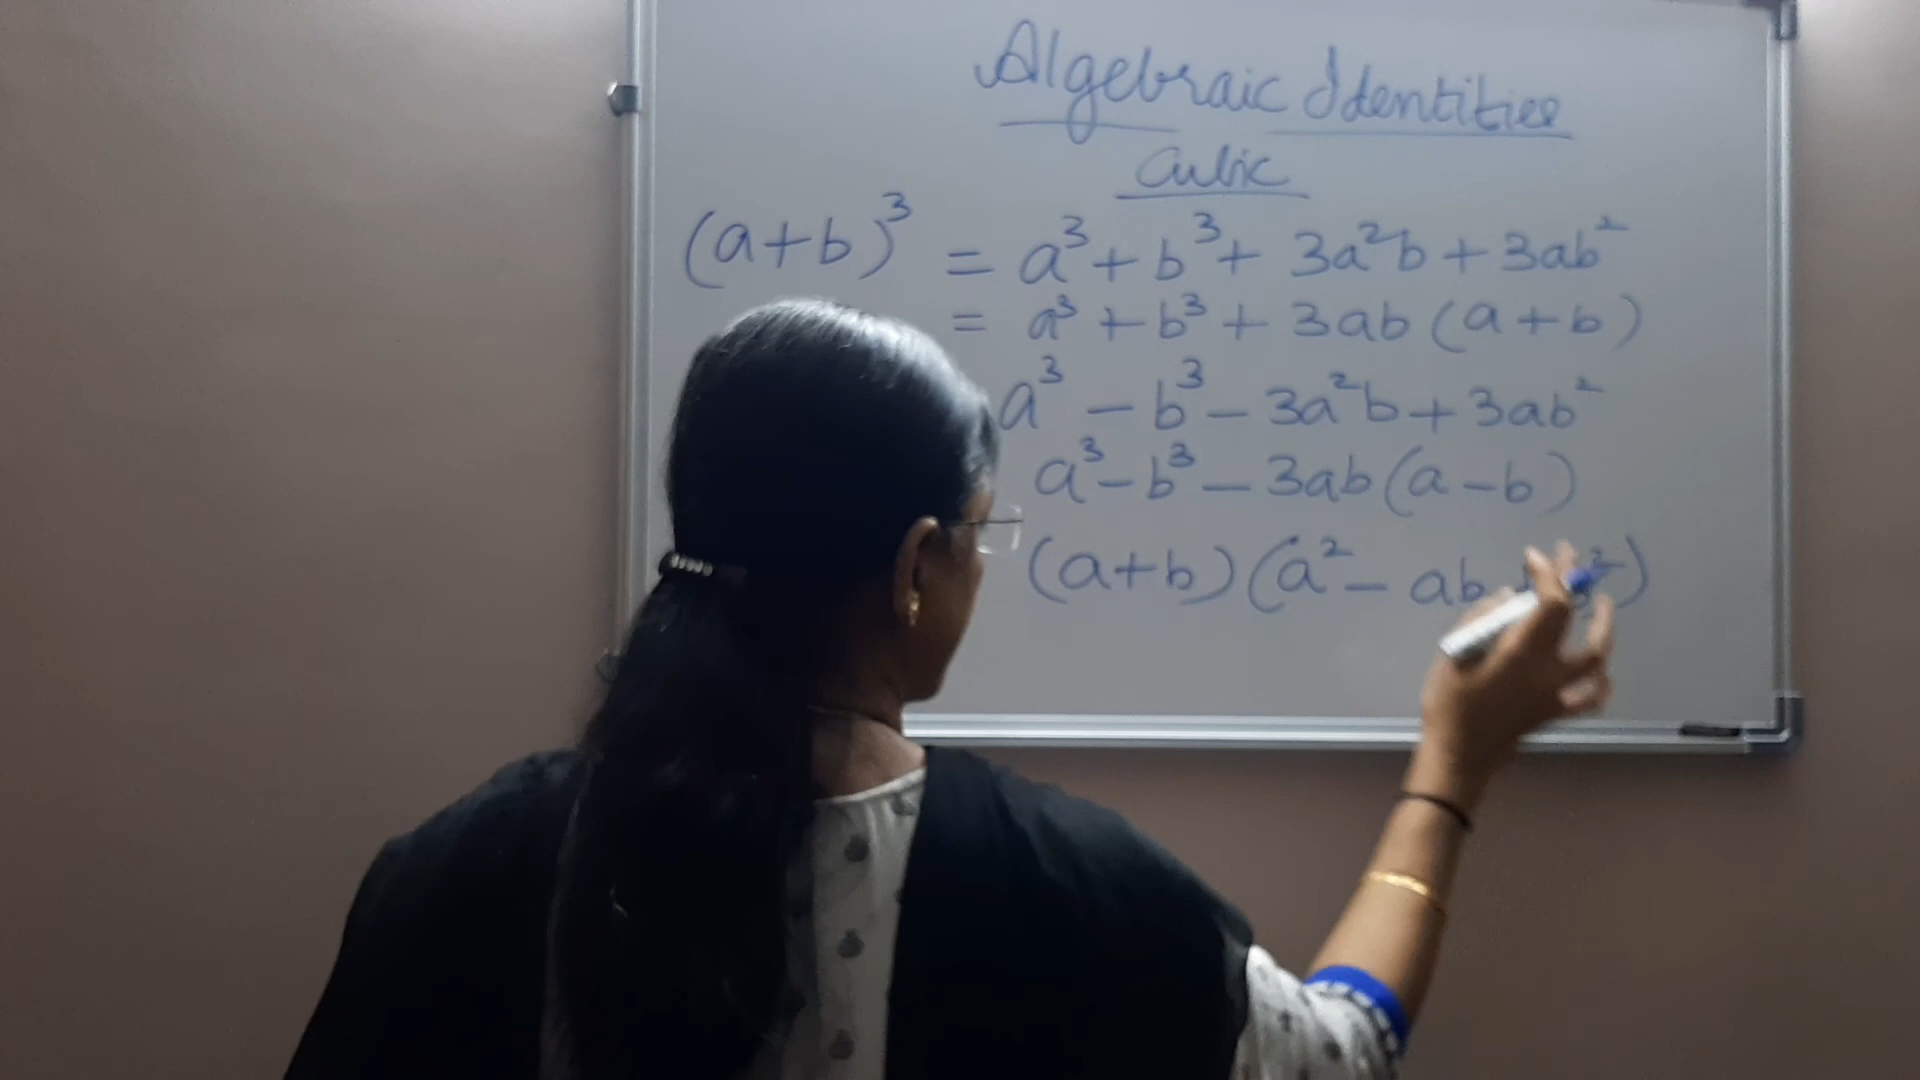 Algebraic Identities
Cubic
(a+b)³ = a³ + b³ + 3a²b + 3ab²
= a³ + b³ + 3ab (a + b)
a³ - b³ - 3a²b + 3ab²
a³ - b³ - 3ab (a - b)
(a+b) (a² - ab ²)